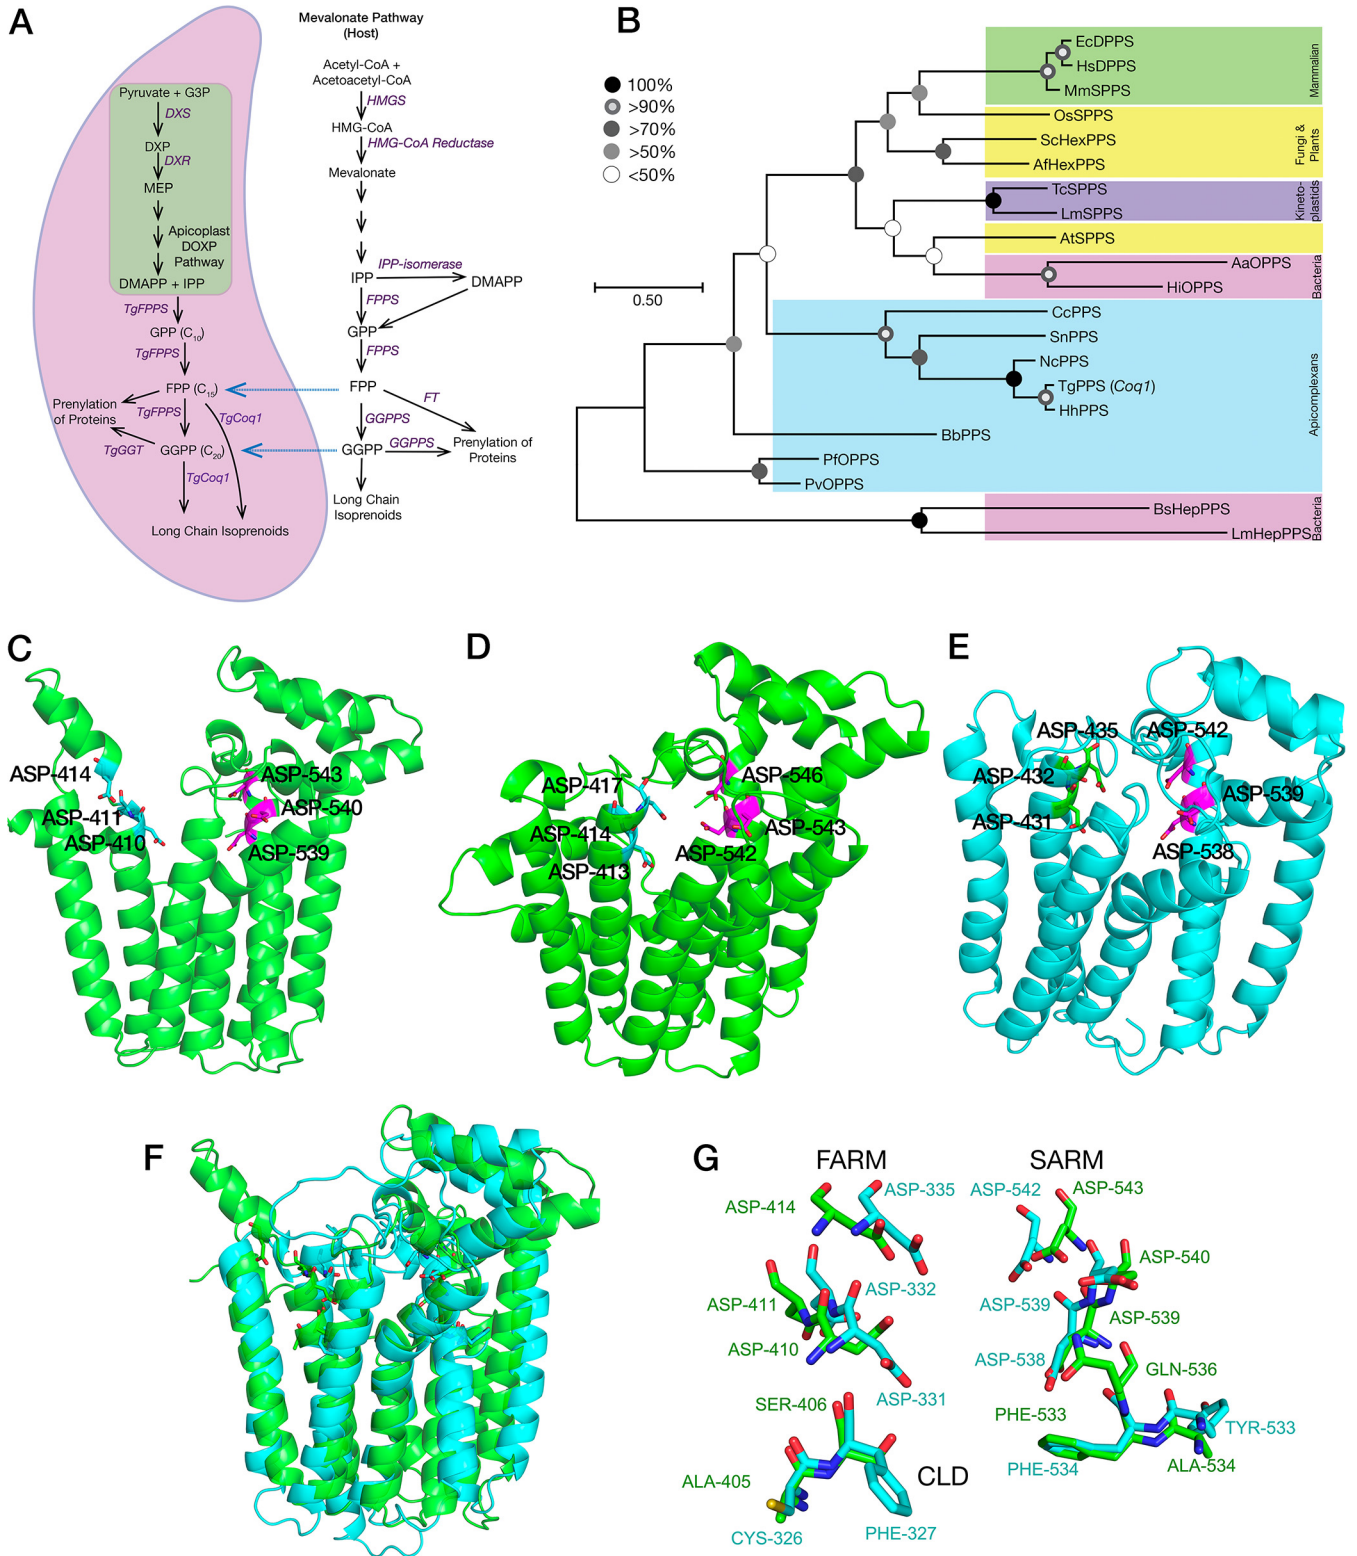 A
Mevalonate Pathway
(Host)
Acetyl-CoA +
Acetoacetyl-CoA
HMGS
HMG-CoA
HMG-CoA Reductase
Mevalonate
IPP
IPP-isomerase
DMAPP
FPPS
GPP
FPPS
FPP
FT
GGPPS
GGPP
GGPPS
Prenylation of
Proteins
Long Chain
Isoprenoids
Pyruvate + G3P
DXS
DXP
DXR
MEP
Apicoplast
DOXP
Pathway
DMAPP + IPP
TgFPPS
GPP (C10)
TgFPPS
FPP (C15)
Prenylation
of Proteins
TgFPPS
TgCoq1
TgGGT
GGPP (C20)
TgCoq1
Long Chain Isoprenoids
B
100%
>90%
>70%
>50%
<50%
0.50
EcDPPS
HsDPPS
MmSPPS
OsSPPS
ScHexPPS
AfHexPPS
TcSPPS
LmSPPS
AtSPPS
AaOPPS
HiOPPS
CcPPS
SnPPS
NcPPS
TgPPS (Coq1)
HhPPS
BbPPS
PfOPPS
PvOPPS
BsHepPPS
LmHepPPS
Mammalian
Fungi &
Plants
Kineto-
plastids
Bacteria
Apicomplexans
Bacteria
C
ASP-414
ASP-411
ASP-410
ASP-543
ASP-540
ASP-539
D
ASP-417
ASP-414
ASP-413
ASP-546
ASP-543
ASP-542
E
ASP-435
ASP-432
ASP-431
ASP-542
ASP-539
ASP-538
F
G
FARM
ASP-414
ASP-335
ASP-332
ASP-411
ASP-410
ASP-331
SER-406
ALA-405
CLD
CYS-326
PHE-327
SARM
ASP-542
ASP-543
ASP-540
ASP-539
ASP-539
ASP-538
GLN-536
PHE-533
TYR-533
PHE-534
ALA-534